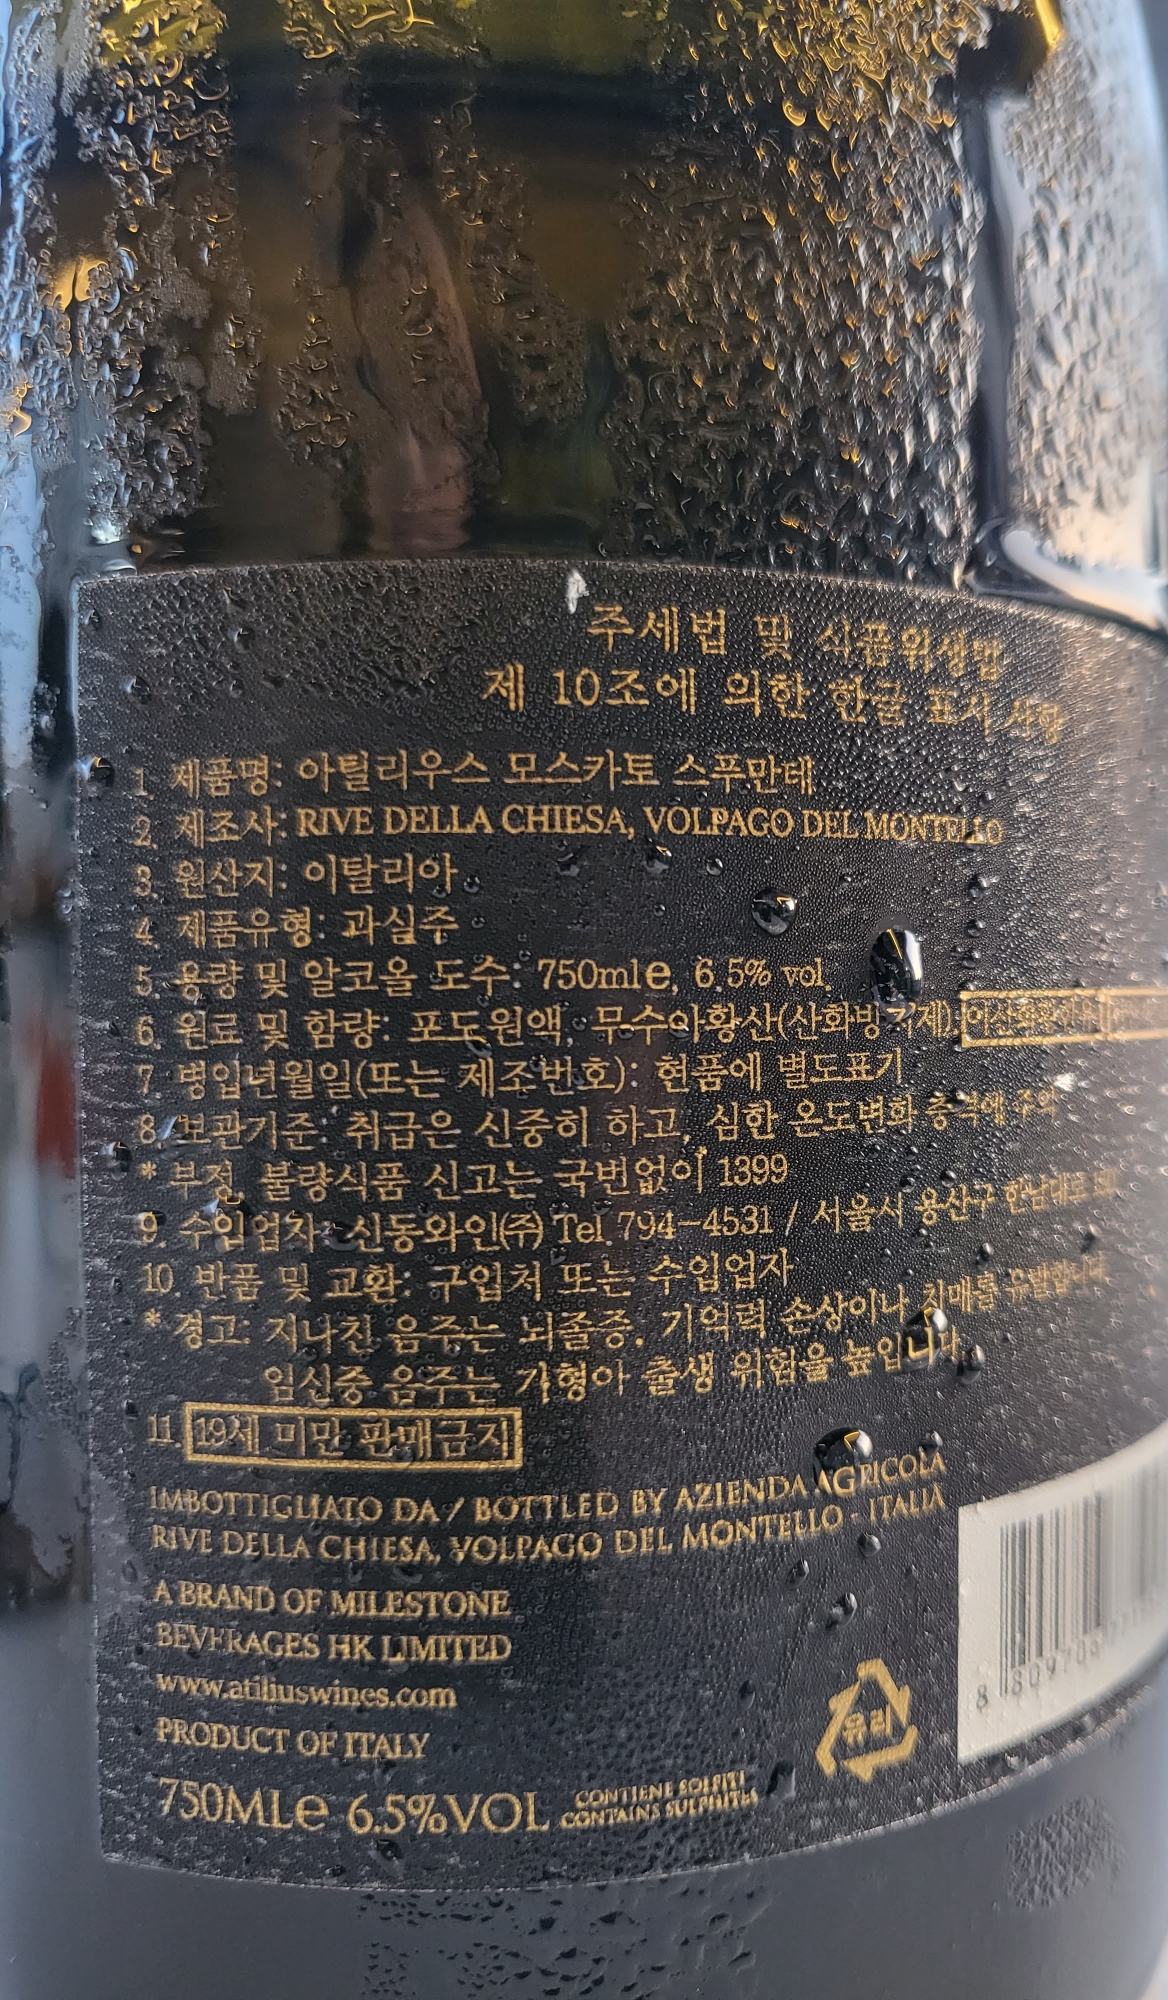 주세법 및 식품위생법
제 10조에 의한 한글 표시 사항
1. 제품명: 아틸리우스 모스카토 스푸만테
2. 제조사: RIVE DELLA CHIESA, VOLPAGO DEL MONTELLO
3. 원산지: 이탈리아
4. 제품유형: 과실주
5. 용량 및 알코올 도수: 750ml e, 6.5% vol.
6. 원료 및 함량: 포도원액, 무수아황산(산화방지제)
7. 병입년월일(또는 제조번호): 현품에 별도표기
8. 보관기준: 취급은 신중히 하고, 심한 온도변화 충격에 주의
* 부정, 불량식품 신고는 국번없이 1399
9. 수입업자: 신동와인(주) Tel. 794-4531 / 서울시 용산구 한남대로
10. 반품 및 교환: 구입처 또는 수입업자
* 경고: 지나친 음주는 뇌졸증, 기억력 손상이나 치매를 유발합니다
임신중 음주는 기형아 출생 위험을 높입니다
11. 19세 미만 판매금지
IMBOTTIGLIATO DA / BOTTLED BY AZIENDA AGRICOLA
RIVE DELLA CHIESA, VOLPAGO DEL MONTELLO - ITALIA
A BRAND OF MILESTONE
BEVERAGES HK LIMITED
www.atiliuswines.com
PRODUCT OF ITALY
유리
750ML e 6.5%VOL
CONTIENE SOLFITI
CONTAINS SULPHITES